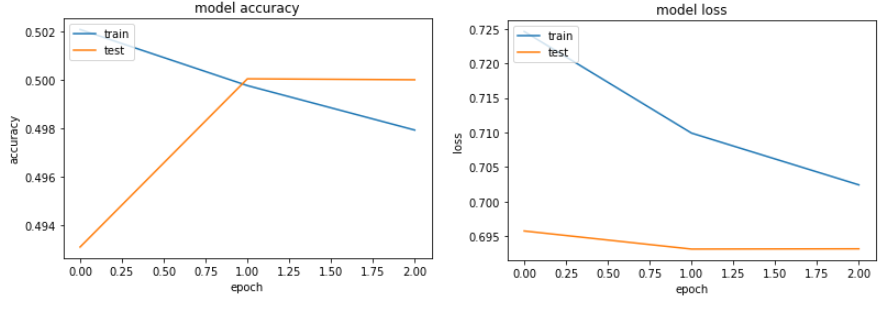 model accuracy
train
test
0.502
0.500
0.498
0.496
0.494
accuracy
0.00 0.25 0.50 0.75 1.00 1.25 1.50 1.75 2.00
epoch
model loss
train
test
0.725
0.720
0.715
0.710
0.705
0.700
0.695
loss
0.00 0.25 0.50 0.75 1.00 1.25 1.50 1.75 2.00
epoch